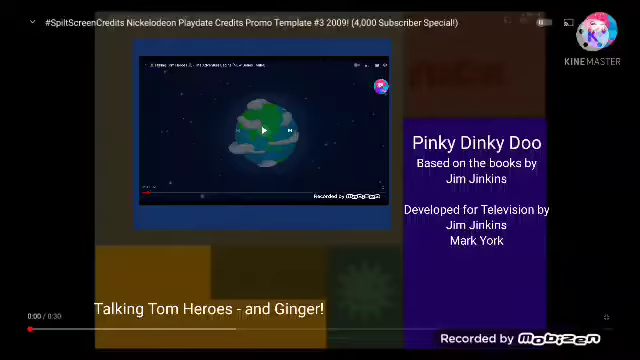 #SpiltScreenCredits Nickelodeon Playdate Credits Promo Template #3 2009! (4,000 Subscriber Special!)
KINEMASTER
nick
Pinky Dinky Doo
Based on the books by
Jim Jinkins
Developed for Television by
Jim Jinkins
Mark York
Recorded by MOBIZEN
Talking Tom Heroes - and Ginger!
0:00 / 0:30
Recorded by MOBIZEN